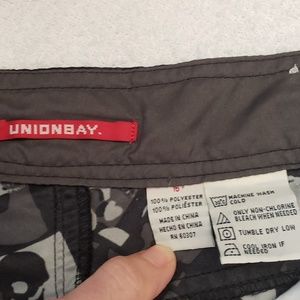 UNIONBAY.
16
100% POLYESTER
100% POLIÉSTER
MADE IN CHINA
HECHO EN CHINA
RN 60307
MACHINE WASH
COLD
ONLY NON-CHLORINE
BLEACH WHEN NEEDED
TUMBLE DRY LOW
COOL IRON IF
NEEDED